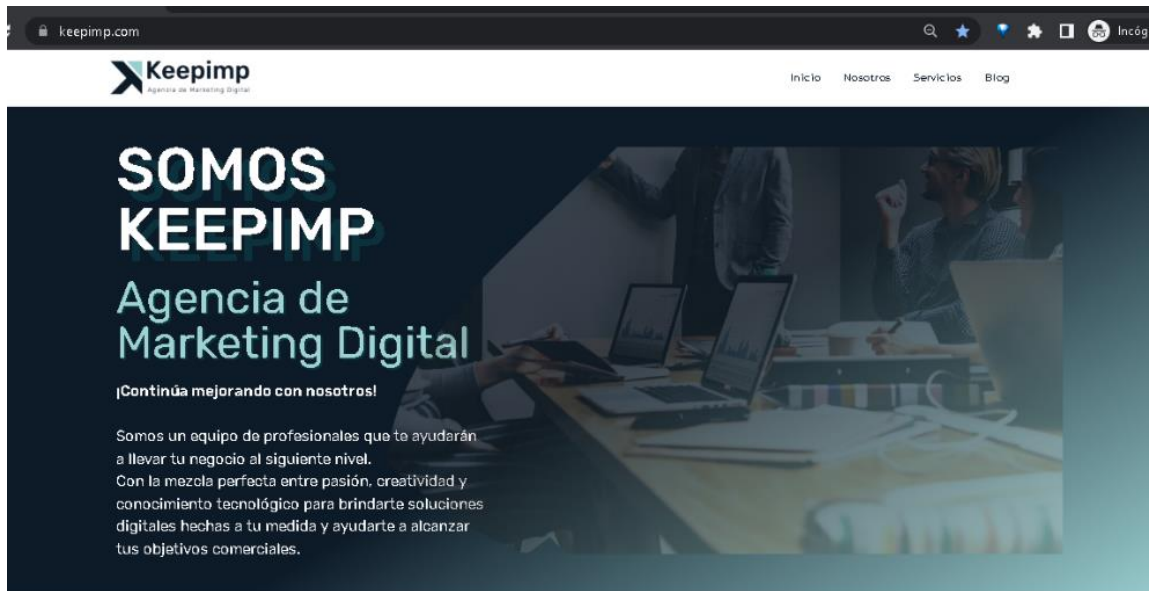 keepimp.com
Incóg
Keepimp
Agencia de Marketing Digital
Inicio Nosotros Servicios Blog
SOMOS
KEEPIMP
Agencia de
Marketing Digital
¡Continúa mejorando con nosotros!
Somos un equipo de profesionales que te ayudarán
a llevar tu negocio al siguiente nivel.
Con la mezcla perfecta entre pasión, creatividad y
conocimiento tecnológico para brindarte soluciones
digitales hechas a tu medida y ayudarte a alcanzar
tus objetivos comerciales.